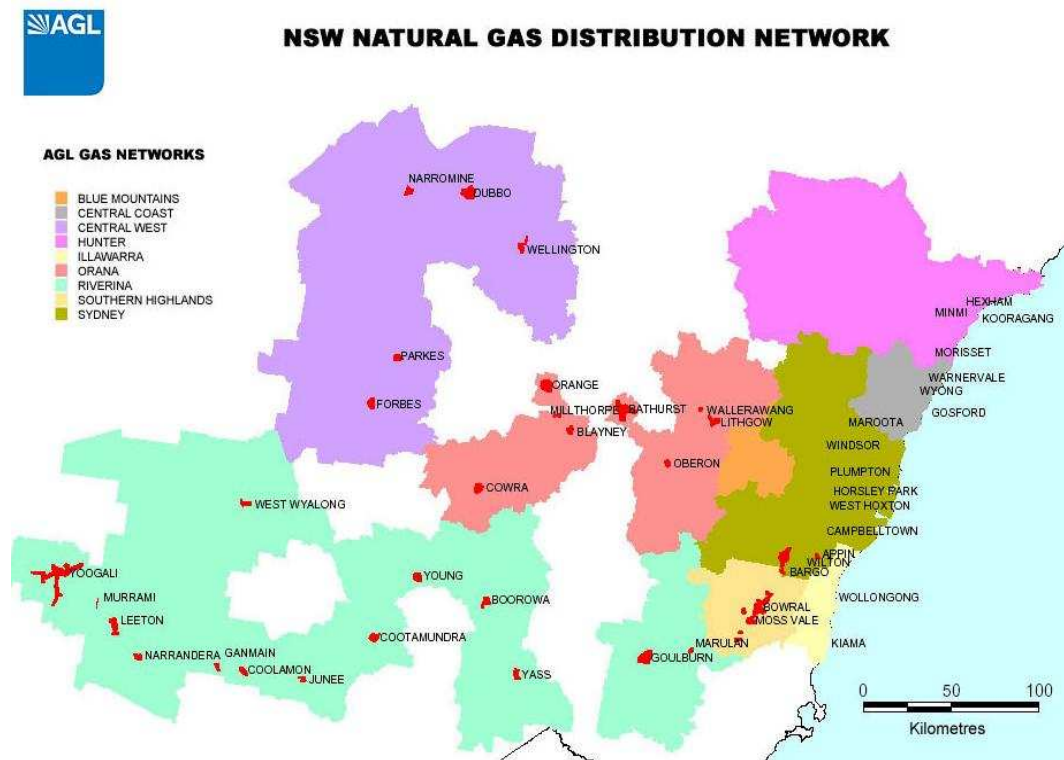 AGL
NSW NATURAL GAS DISTRIBUTION NETWORK
AGL GAS NETWORKS
BLUE MOUNTAINS
CENTRAL COAST
CENTRAL WEST
HUNTER
ILLAWARRA
ORANA
RIVERINA
SOUTHERN HIGHLANDS
SYDNEY
NARROMINE
DUBBO
WELLINGTON
HEXHAM
MINMI
KOORAGANG
PARKES
MORISSET
ORANGE
WARNERVALE
WYONG
FORBES
MILLTHORPE
BATHURST
WALLERAWANG
GOSFORD
LITHGOW
MAROOTA
BLAYNEY
WINDSOR
OBERON
PLUMPTON
COWRA
HORSLEY PARK
WEST WYALONG
WEST HOXTON
CAMPBELLTOWN
APPIN
WILTON
YOOGALI
YOUNG
BARGO
MURRAMI
BOOROWA
WOLLONGONG
BOWRAL
LEETON
MOSS VALE
COOTAMUNDRA
MARULAN
KIAMA
NARRANDERA
GANMAIN
GOULBURN
COOLAMON
YASS
JUNEE
0 50 100
Kilometres